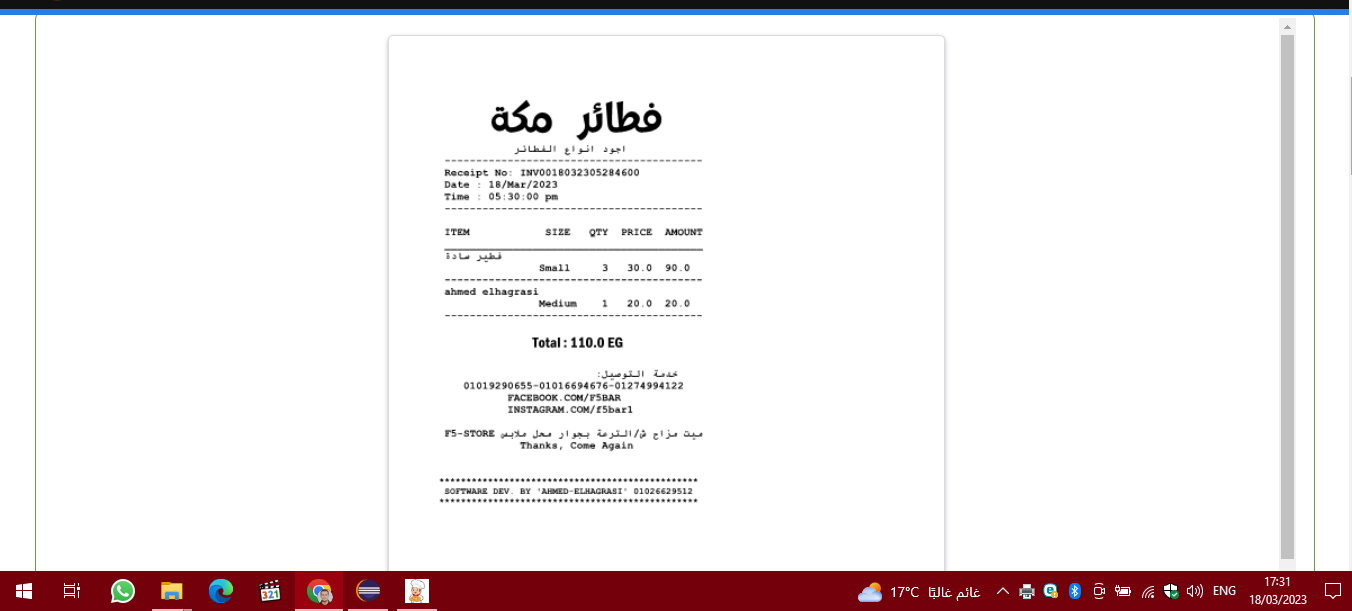 فطائر مكة
اجود انواع الفطائر
------------------------------------------
Receipt No: INV0018032305284600
Date : 18/Mar/2023
Time : 05:30:00 pm
------------------------------------------
ITEM SIZE QTY PRICE AMOUNT
فطير سادة
Small 3 30.0 90.0
------------------------------------------
ahmed elhagrasi
Medium 1 20.0 20.0
------------------------------------------
Total : 110.0 EG
خدمة التوصيل:
01019290655-01016694676-01274994122
FACEBOOK.COM/F5BAR
INSTAGRAM.COM/f5bar1
ميت مزاح ش/الترعة بجوار محل ملابس F5-STORE
Thanks, Come Again
************************************************
SOFTWARE DEV. BY 'AHMED-ELHAGRASI' 01026629512
************************************************
321
17°C غائم غالبًا
ENG
17:31
18/03/2023